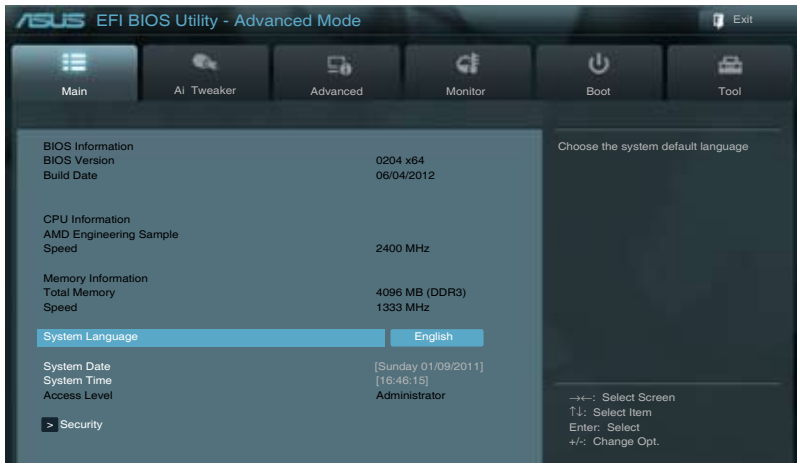 ASUS EFI BIOS Utility - Advanced Mode
Exit
Main
Ai Tweaker
Advanced
Monitor
Boot
Tool
BIOS Information
BIOS Version 0204 x64
Build Date 06/04/2012
CPU Information
AMD Engineering Sample
Speed 2400 MHz
Memory Information
Total Memory 4096 MB (DDR3)
Speed 1333 MHz
System Language English
System Date [Sunday 01/09/2011]
System Time [16:46:15]
Access Level Administrator
> Security
Choose the system default language
→←: Select Screen
↑↓: Select Item
Enter: Select
+/-: Change Opt.